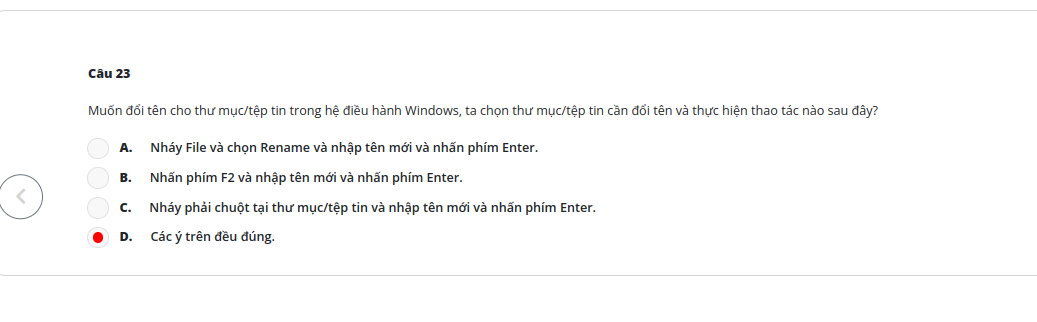 Câu 23
Muốn đổi tên cho thư mục/tệp tin trong hệ điều hành Windows, ta chọn thư mục/tệp tin cần đổi tên và thực hiện thao tác nào sau đây?
A. Nháy File và chọn Rename và nhập tên mới và nhấn phím Enter.
B. Nhấn phím F2 và nhập tên mới và nhấn phím Enter.
C. Nháy phải chuột tại thư mục/tệp tin và nhập tên mới và nhấn phím Enter.
D. Các ý trên đều đúng.